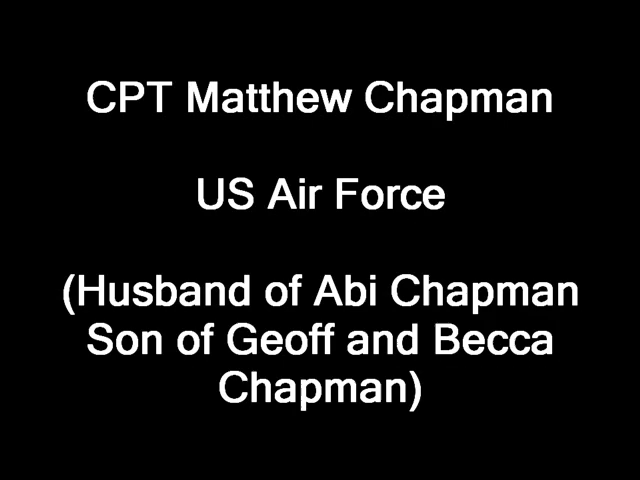 CPT Matthew Chapman
US Air Force
(Husband of Abi Chapman
Son of Geoff and Becca
Chapman)